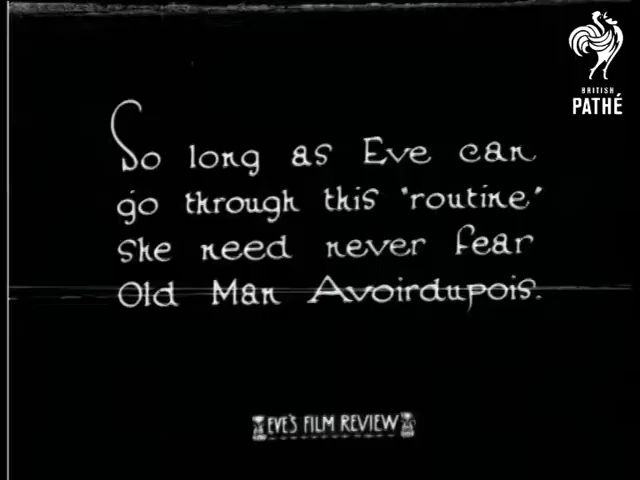 BRITISH
PATHÉ
So long as Eve can
go through this 'routine'
she need never fear
Old Man Avoirdupois.
EVE'S FILM REVIEW